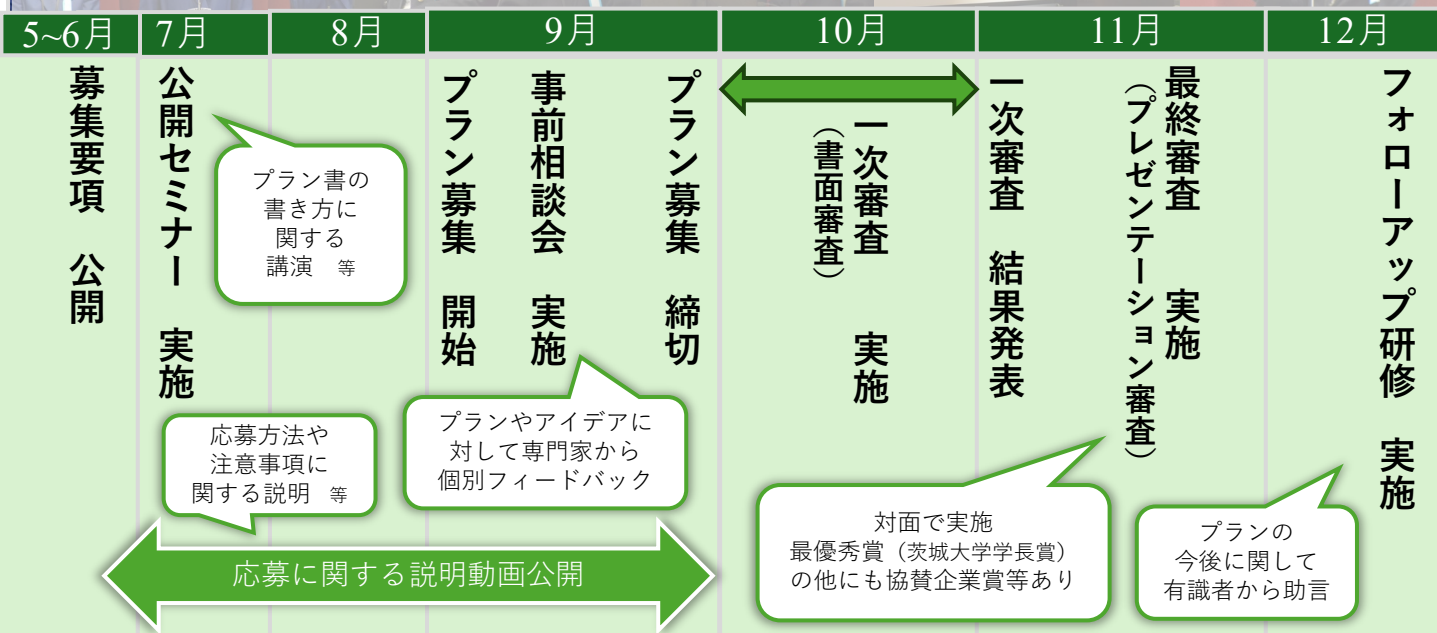 5~6月
7月
8月
9月
10月
11月
12月
募集要項　公開
公開セミナー　実施
プラン書の
書き方に
関する
講演　等
応募方法や
注意事項に
関する説明　等
応募に関する説明動画公開
プラン募集　開始
事前相談会　実施
プランやアイデアに
対して専門家から
個別フィードバック
プラン募集　締切
一次審査　　実施
（書面審査）
一次審査　結果発表
最終審査　　実施
（プレゼンテーション審査）
対面で実施
最優秀賞（茨城大学学長賞）
の他にも協賛企業賞等あり
フォローアップ研修　実施
プランの
今後に関して
有識者から助言